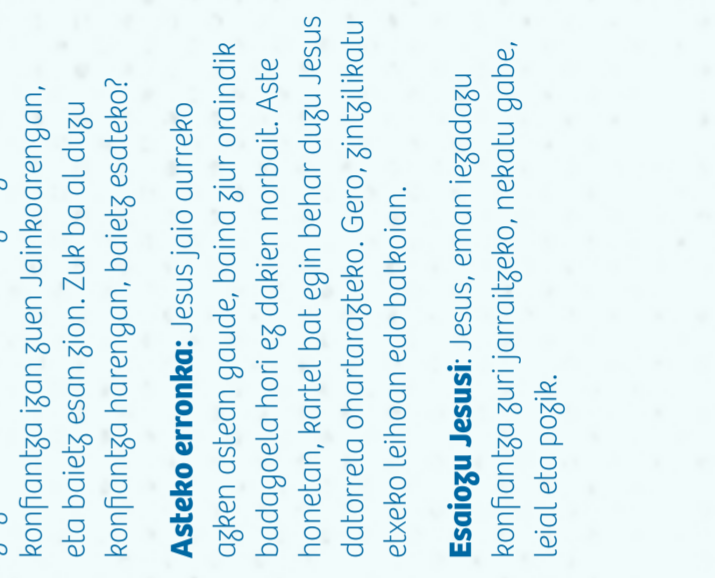 konfiantza izan zuen Jainkoarengan,
eta baietz esan zion. Zuk ba al duzu
konfiantza harengan, baietz esateko?
Asteko erronka: Jesus jaio aurreko
azken astean gaude, baina ziur oraindik
badagoela hori ez dakien norbait. Aste
honetan, kartel bat egin behar duzu Jesus
datorrela ohartarazteko. Gero, zintzilikatu
etxeko leihoan edo balkoian.
Esaiozu Jesusi: Jesus, eman iezadazu
konfiantza zuri jarraitzeko, nekatu gabe,
leial eta pozik.